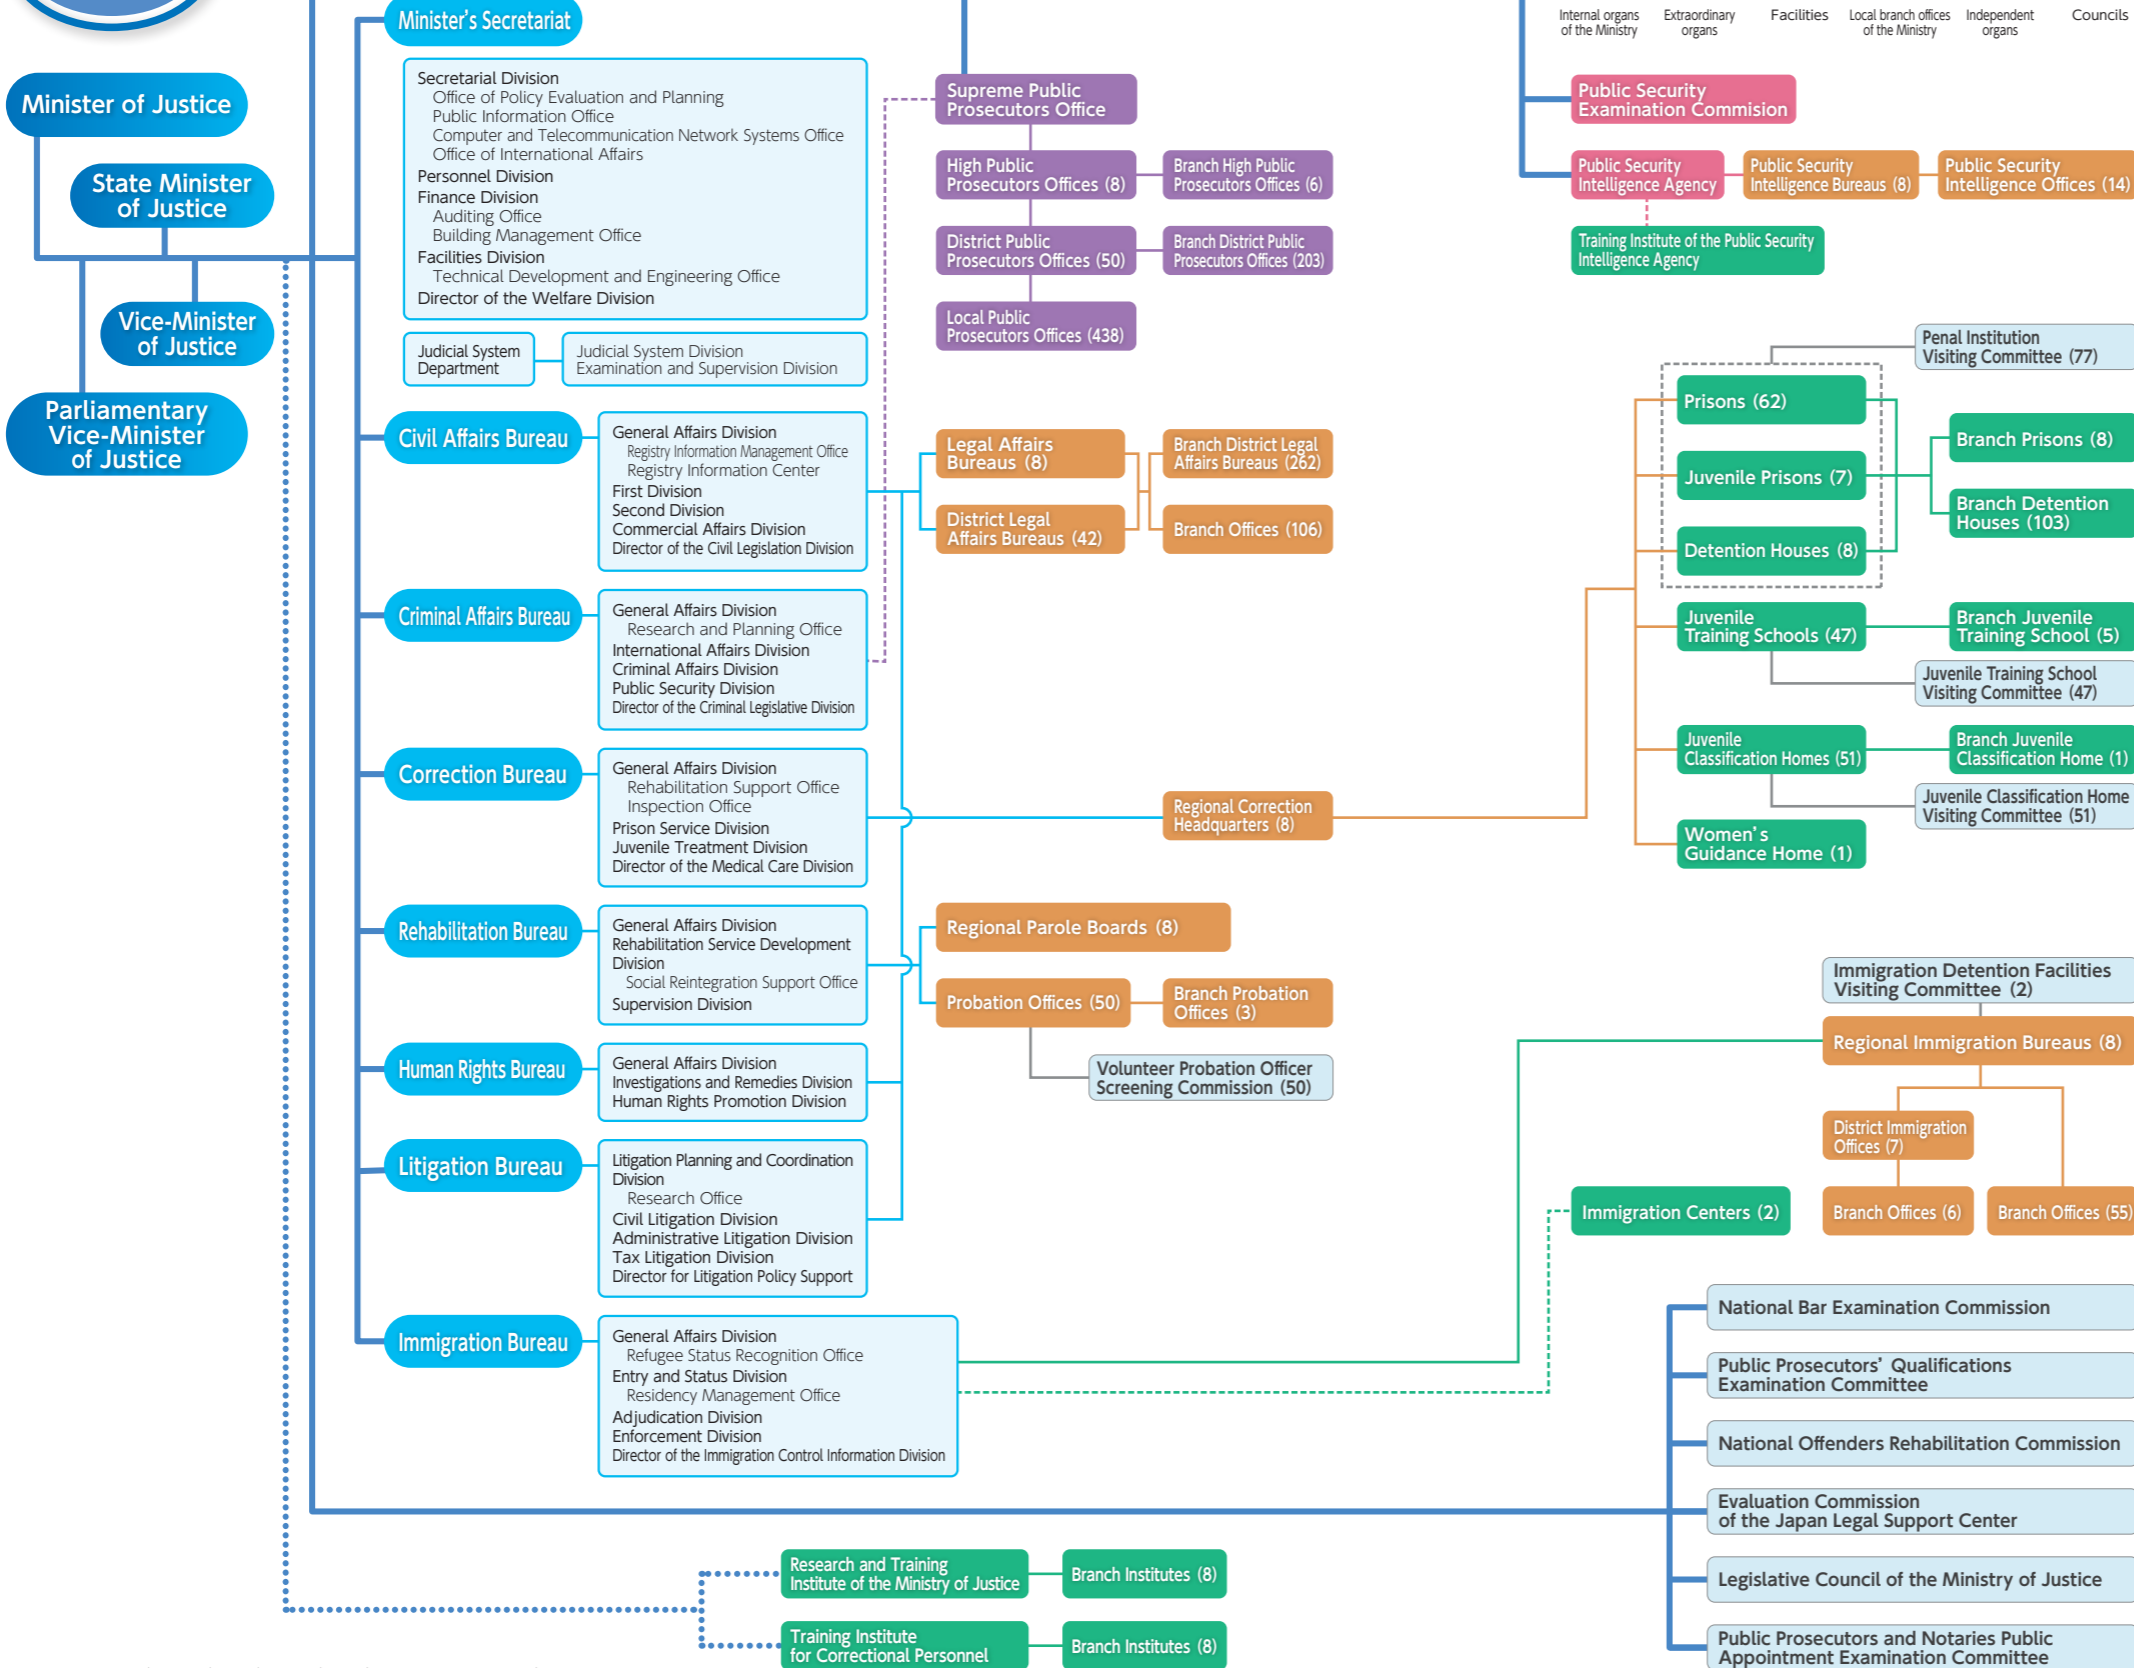 Minister's Secretariat
Internal organs
of the Ministry
Extraordinary
organs
Facilities
Local branch offices
of the Ministry
Independent
organs
Councils
Minister of Justice
State Minister
of Justice
Vice-Minister
of Justice
Parliamentary
Vice-Minister
of Justice
Secretarial Division
Office of Policy Evaluation and Planning
Public Information Office
Computer and Telecommunication Network Systems Office
Office of International Affairs
Personnel Division
Finance Division
Auditing Office
Building Management Office
Facilities Division
Technical Development and Engineering Office
Director of the Welfare Division
Judicial System
Department
Judicial System Division
Examination and Supervision Division
Supreme Public
Prosecutors Office
High Public
Prosecutors Offices (8)
Branch High Public
Prosecutors Offices (6)
District Public
Prosecutors Offices (50)
Branch District Public
Prosecutors Offices (203)
Local Public
Prosecutors Offices (438)
Public Security
Examination Commision
Public Security
Intelligence Agency
Public Security
Intelligence Bureaus (8)
Public Security
Intelligence Offices (14)
Training Institute of the Public Security
Intelligence Agency
Civil Affairs Bureau
General Affairs Division
Registry Information Management Office
Registry Information Center
First Division
Second Division
Commercial Affairs Division
Director of the Civil Legislation Division
Legal Affairs
Bureaus (8)
Branch District Legal
Affairs Bureaus (262)
District Legal
Affairs Bureaus (42)
Branch Offices (106)
Penal Institution
Visiting Committee (77)
Prisons (62)
Juvenile Prisons (7)
Detention Houses (8)
Branch Prisons (8)
Branch Detention
Houses (103)
Juvenile
Training Schools (47)
Branch Juvenile
Training School (5)
Juvenile Training School
Visiting Committee (47)
Juvenile
Classification Homes (51)
Branch Juvenile
Classification Home (1)
Juvenile Classification Home
Visiting Committee (51)
Women's
Guidance Home (1)
Criminal Affairs Bureau
General Affairs Division
Research and Planning Office
International Affairs Division
Criminal Affairs Division
Public Security Division
Director of the Criminal Legislative Division
Correction Bureau
General Affairs Division
Rehabilitation Support Office
Inspection Office
Prison Service Division
Juvenile Treatment Division
Director of the Medical Care Division
Regional Correction
Headquarters (8)
Rehabilitation Bureau
General Affairs Division
Rehabilitation Service Development
Division
Social Reintegration Support Office
Supervision Division
Regional Parole Boards (8)
Probation Offices (50)
Branch Probation
Offices (3)
Volunteer Probation Officer
Screening Commission (50)
Human Rights Bureau
General Affairs Division
Investigations and Remedies Division
Human Rights Promotion Division
Litigation Bureau
Litigation Planning and Coordination
Division
Research Office
Civil Litigation Division
Administrative Litigation Division
Tax Litigation Division
Director for Litigation Policy Support
Immigration Bureau
General Affairs Division
Refugee Status Recognition Office
Entry and Status Division
Residency Management Office
Adjudication Division
Enforcement Division
Director of the Immigration Control Information Division
Immigration Detention Facilities
Visiting Committee (2)
Regional Immigration Bureaus (8)
District Immigration
Offices (7)
Immigration Centers (2)
Branch Offices (6)
Branch Offices (55)
National Bar Examination Commission
Public Prosecutors' Qualifications
Examination Committee
National Offenders Rehabilitation Commission
Evaluation Commission
of the Japan Legal Support Center
Legislative Council of the Ministry of Justice
Public Prosecutors and Notaries Public
Appointment Examination Committee
Research and Training
Institute of the Ministry of Justice
Branch Institutes (8)
Training Institute
for Correctional Personnel
Branch Institutes (8)